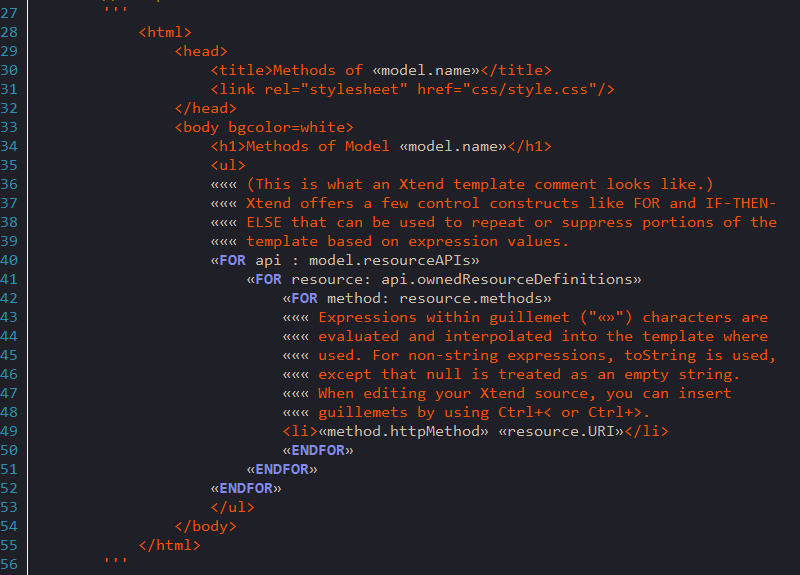 27 '''
28 <html>
29 <head>
30 <title>Methods of «model.name»</title>
31 <link rel="stylesheet" href="css/style.css"/>
32 </head>
33 <body bgcolor=white>
34 <h1>Methods of Model «model.name»</h1>
35 <ul>
36 ««« (This is what an Xtend template comment looks like.)
37 ««« Xtend offers a few control constructs like FOR and IF-THEN-
38 ««« ELSE that can be used to repeat or suppress portions of the
39 ««« template based on expression values.
40 «FOR api : model.resourceAPIs»
41 «FOR resource: api.ownedResourceDefinitions»
42 «FOR method: resource.methods»
43 ««« Expressions within guillemet ("«»") characters are
44 ««« evaluated and interpolated into the template where
45 ««« used. For non-string expressions, toString is used,
46 ««« except that null is treated as an empty string.
47 ««« When editing your Xtend source, you can insert
48 ««« guillemets by using Ctrl+< or Ctrl+>.
49 <li>«method.httpMethod» «resource.URI»</li>
50 «ENDFOR»
51 «ENDFOR»
52 «ENDFOR»
53 </ul>
54 </body>
55 </html>
56 '''